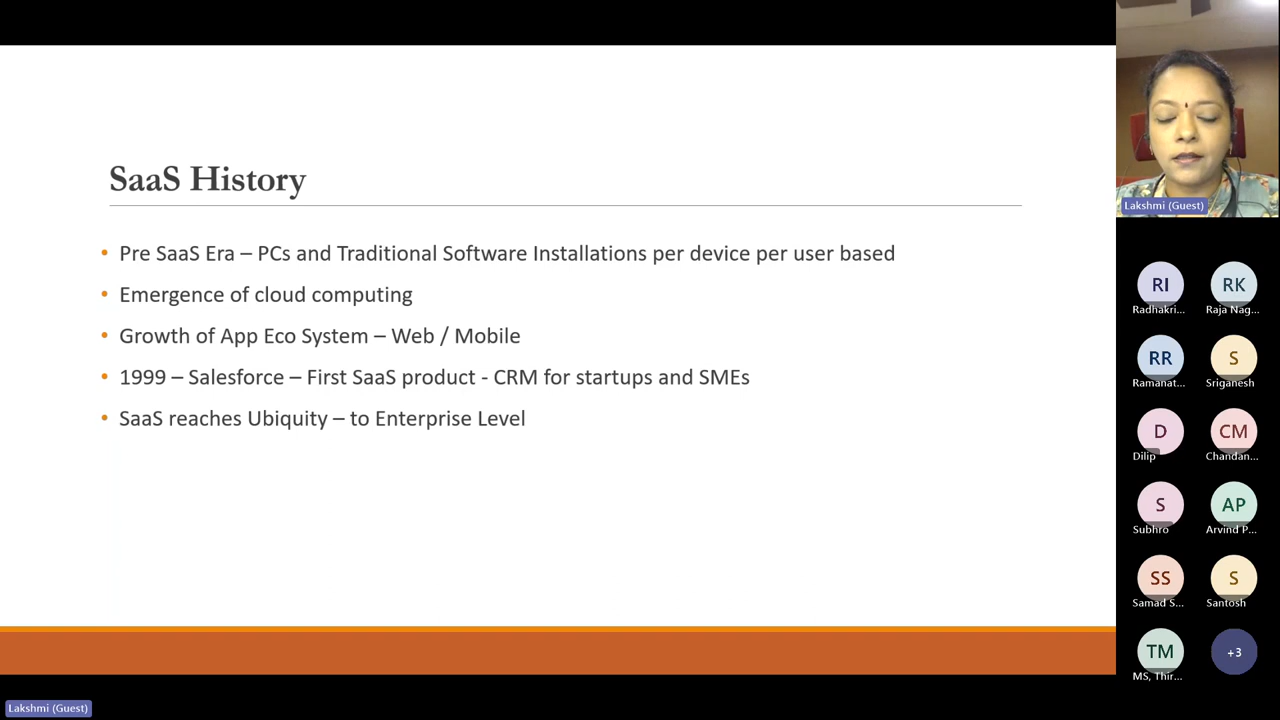 SaaS History
• Pre SaaS Era – PCs and Traditional Software Installations per device per user based
• Emergence of cloud computing
• Growth of App Eco System – Web / Mobile
• 1999 – Salesforce – First SaaS product - CRM for startups and SMEs
• SaaS reaches Ubiquity – to Enterprise Level
Lakshmi (Guest)
RI
RK
Radhakri...
Raja Nag...
RR
S
Ramanat...
Sriganesh
D
CM
Dilip
Chandan...
S
AP
Subhro
Arvind P...
SS
S
Samad S...
Santosh
TM
+3
MS, Thir...
Lakshmi (Guest)